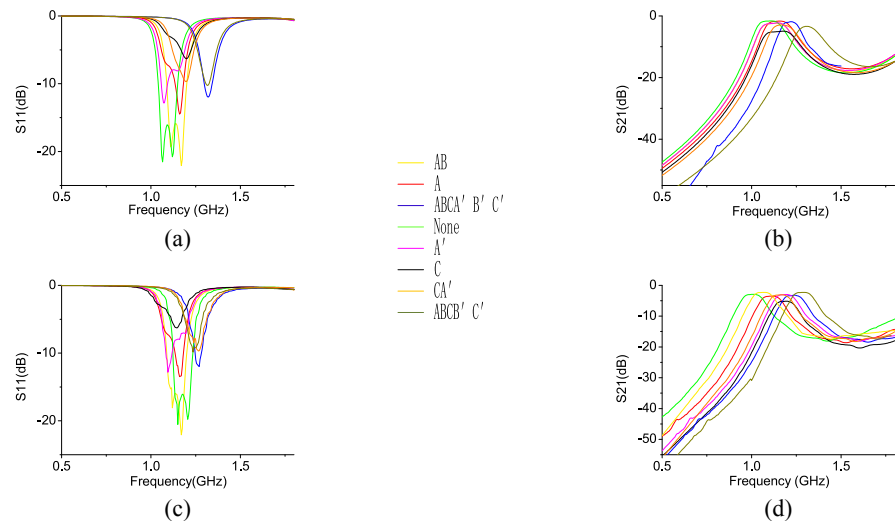 0
-10
-20
S11(dB)
0.5
1.0
1.5
Frequency (GHz)
(a)
0
-20
-40
S21(dB)
0.5
1.0
1.5
Frequency(GHz)
(b)
AB
A
ABCA' B' C'
None
A'
C
CA'
ABCB' C'
0
-10
-20
S11(dB)
0.5
1.0
1.5
Frequency(GHz)
(c)
0
-10
-20
-30
-40
-50
S21(dB)
0.5
1.0
1.5
Frequency(GHz)
(d)